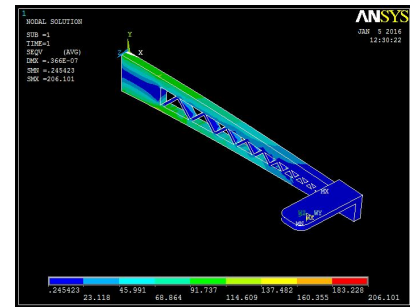 1
NODAL SOLUTION
ANSYS
SUB =1
TIME=1
SEQV (AVG)
DMX =.366E-07
SMN =.245423
SMX =206.101
JAN 5 2016
12:30:22
Y
Z X
MX
MN
.245423 45.991 91.737 137.482 183.228
23.118 68.864 114.609 160.355 206.101